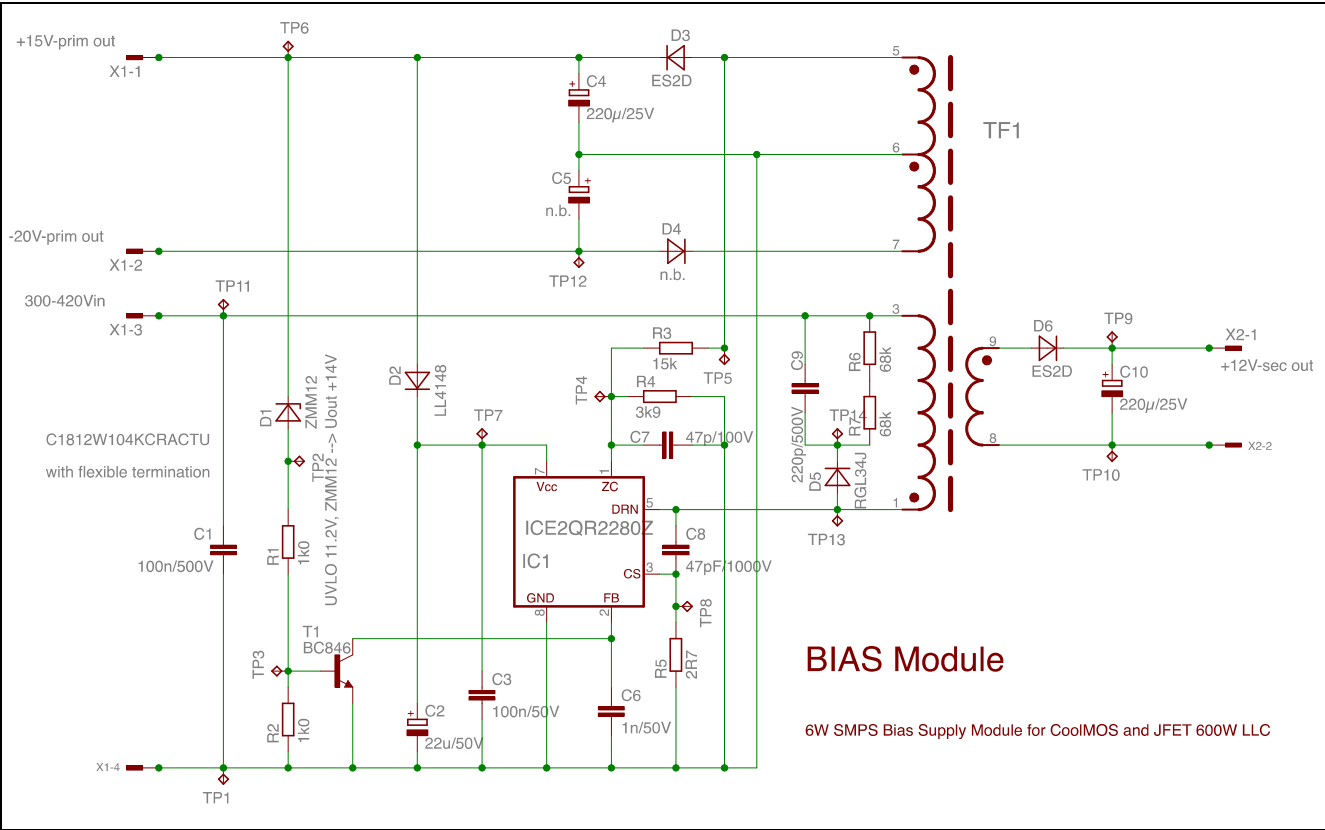 TP6
+15V-prim out
X1-1
D3
ES2D
5
+
C4
220µ/25V
TF1
6
C5
+
n.b.
-20V-prim out
X1-2
D4
n.b.
7
TP12
TP11
300-420Vin
X1-3
3
R3
15k
TP5
TP4
R4
3k9
C7
47p/100V
C9
220p/500V
R6
68k
R7
68k
TP14
D5
RGL34J
1
TP13
9
D6
ES2D
TP9
X2-1
+12V-sec out
+
C10
220µ/25V
8
X2-2
TP10
D2
LL4148
TP7
D1
ZMM12
TP2
UVLO 11.2V, ZMM12 --> Uout +14V
C1812W104KCRACTU
with flexible termination
C1
100n/500V
R1
1k0
7
Vcc
1
ZC
DRN
5
ICE2QR2280Z
IC1
CS
3
GND
8
FB
2
C8
47pF/1000V
TP8
R5
2R7
T1
BC846
TP3
R2
1k0
+
C2
22u/50V
C3
100n/50V
C6
1n/50V
X1-4
TP1
BIAS Module
6W SMPS Bias Supply Module for CoolMOS and JFET 600W LLC